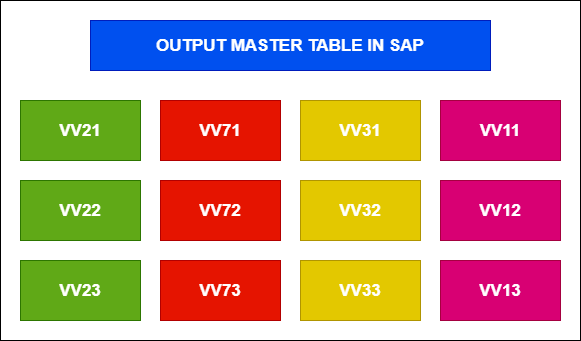 OUTPUT MASTER TABLE IN SAP
VV21 VV71 VV31 VV11
VV22 VV72 VV32 VV12
VV23 VV73 VV33 VV13